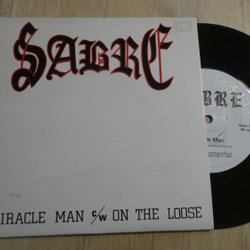 SABRE
IRACLE MAN c/w ON THE LOOSE
BRE
Man